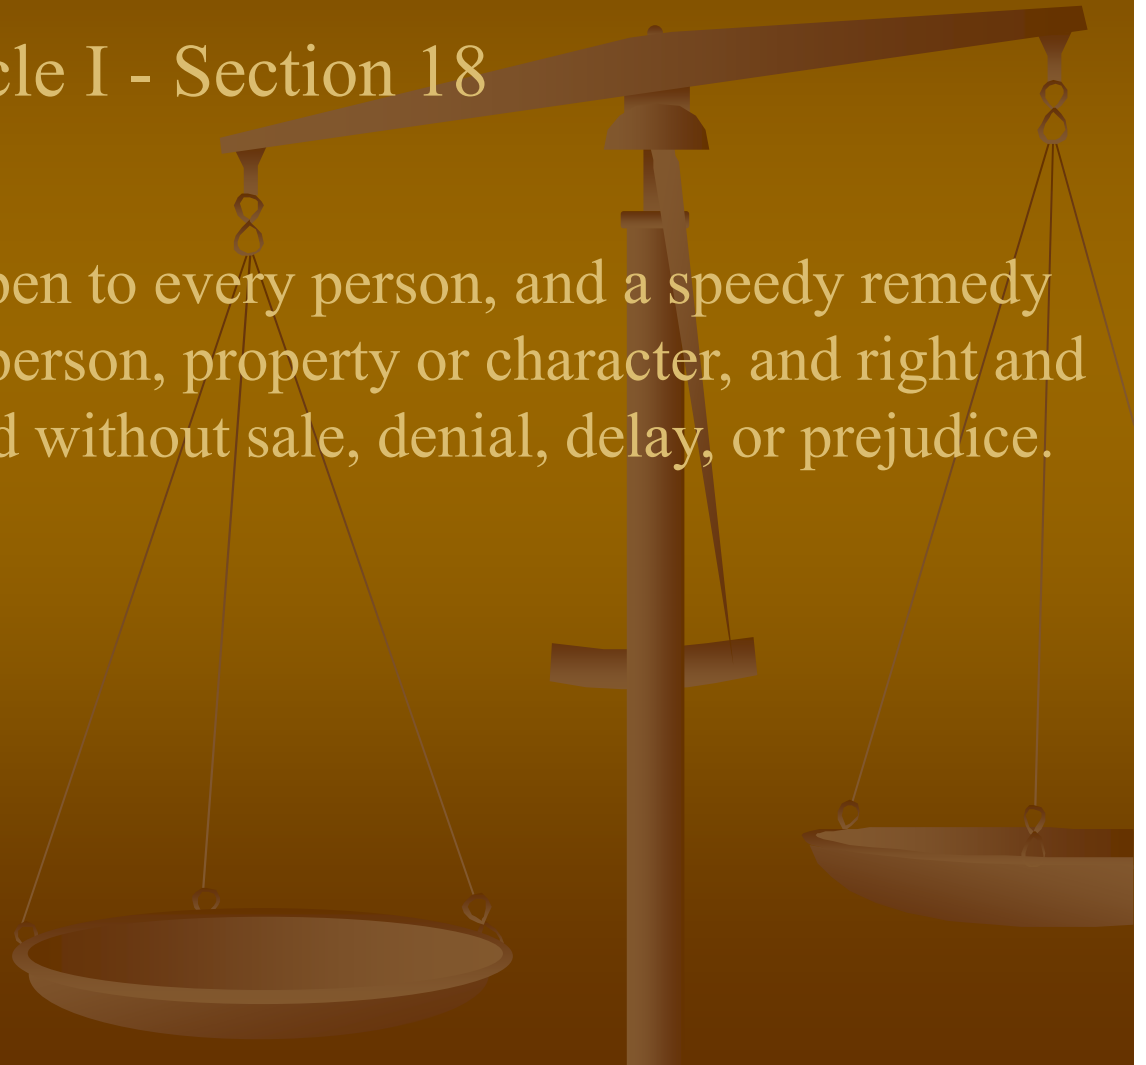 cle I - Section 18
pen to every person, and a speedy remedy
person, property or character, and right and
d without sale, denial, delay, or prejudice.